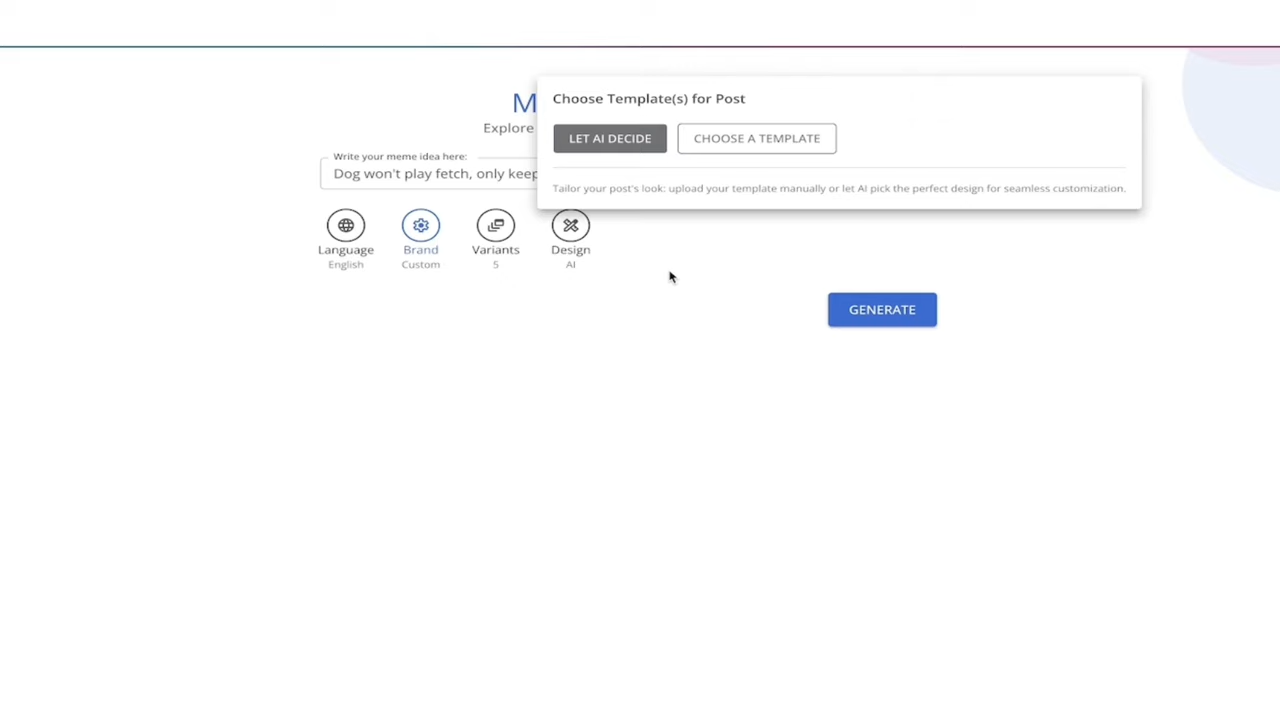 Choose Template(s) for Post
M
LET AI DECIDE
CHOOSE A TEMPLATE
Explore
Write your meme idea here:
Dog won't play fetch, only keep
Tailor your post's look: upload your template manually or let AI pick the perfect design for seamless customization.
Language
Brand
Variants
Design
English
Custom
5
AI
GENERATE